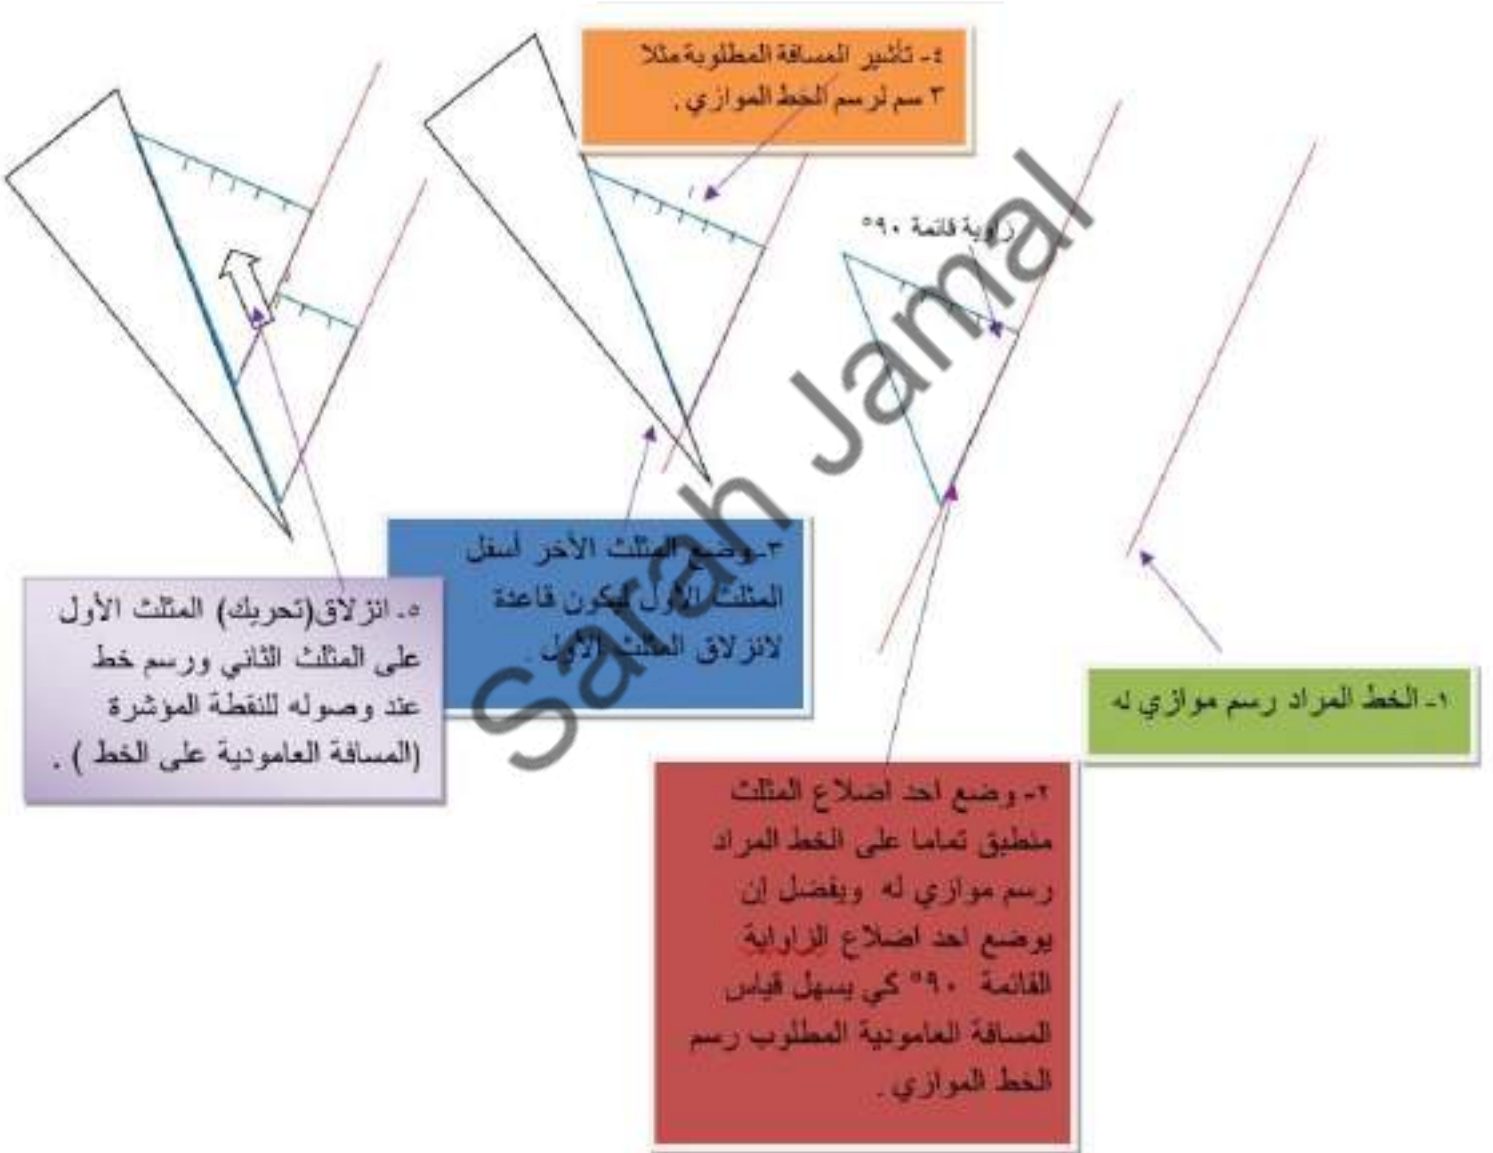 ١- الخط المراد رسم موازي له
زاوية قائمة ٩٠°
٢- وضع احد اضلاع المثلث
منطبق تماما على الخط المراد
رسم موازي له ويفضل إن
يوضع احد اضلاع الزاواية
القائمة ٩٠° كي يسهل قياس
المسافة العامودية المطلوب رسم
الخط الموازي .
٣- وضع المثلث الأخر أسفل
المثلث الأول ليكون قاعدة
لانزلاق المثلث الأول .
٤- تأشير المسافة المطلوبة مثلا
٣ سم لرسم الخط الموازي .
٥- انزلاق(تحريك) المثلث الأول
على المثلث الثاني ورسم خط
عند وصوله للنقطة المؤشرة
(المسافة العامودية على الخط ) .
Sarah Jamal